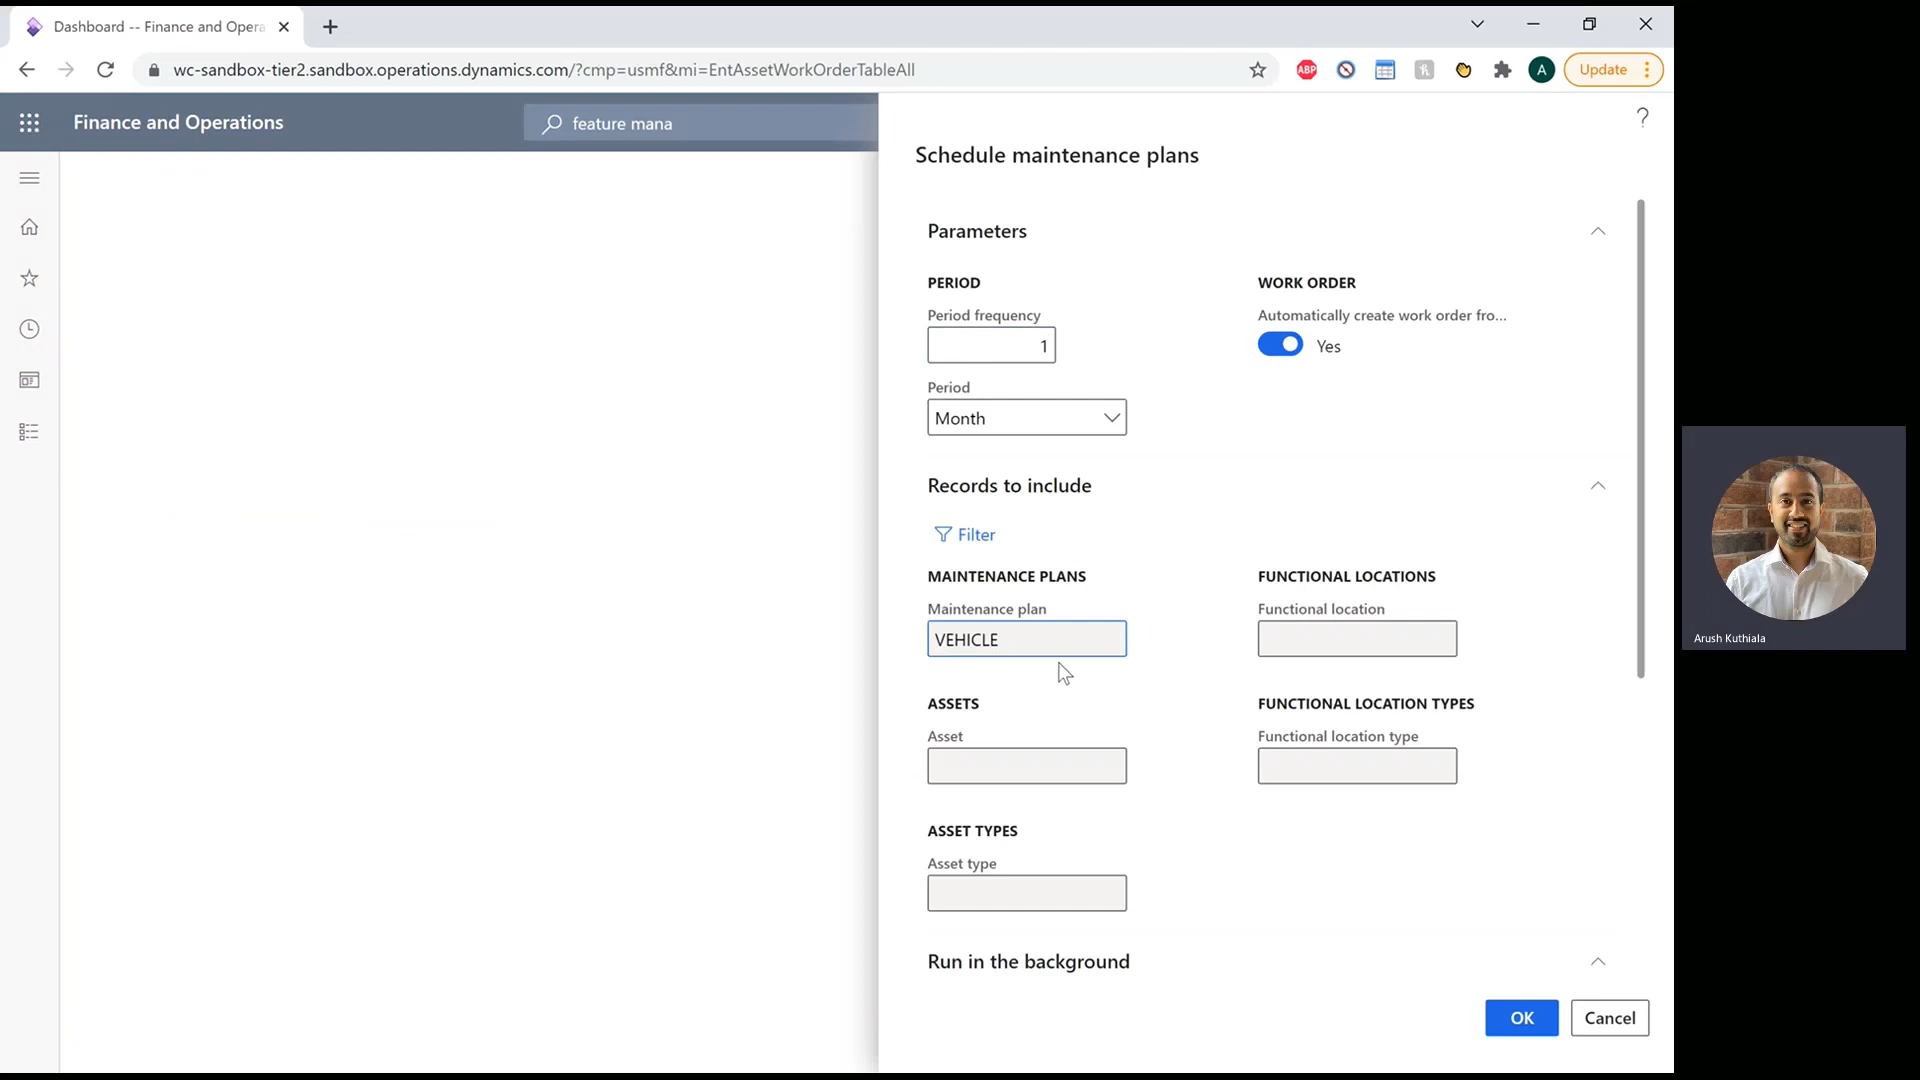 Dashboard -- Finance and Opera
wc-sandbox-tier2.sandbox.operations.dynamics.com/?cmp=usmf&mi=EntAssetWorkOrderTableAll
ABP
A
Update
Finance and Operations
feature mana
?
Schedule maintenance plans
Parameters
PERIOD
WORK ORDER
Period frequency
Automatically create work order fro...
1
Yes
Period
Month
Records to include
Filter
MAINTENANCE PLANS
FUNCTIONAL LOCATIONS
Maintenance plan
Functional location
VEHICLE
Arush Kuthiala
ASSETS
FUNCTIONAL LOCATION TYPES
Asset
Functional location type
ASSET TYPES
Asset type
Run in the background
OK
Cancel